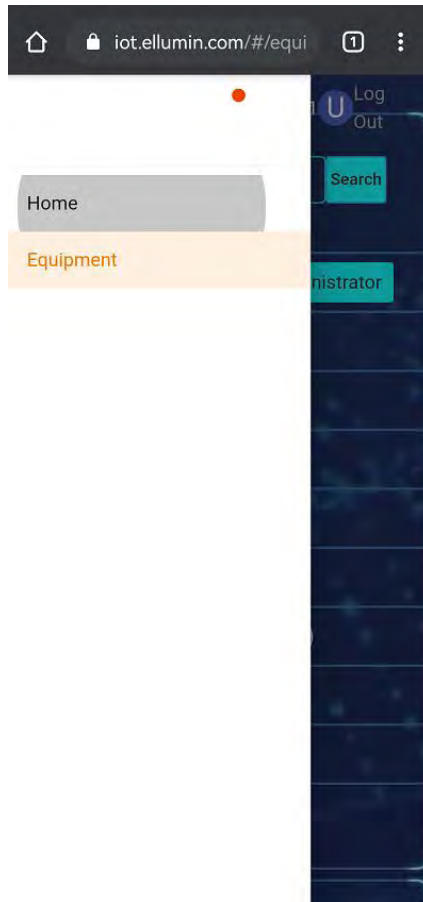 iot.ellumin.com/#/equi
1
U
Log
Out
Search
Home
Equipment
nistrator